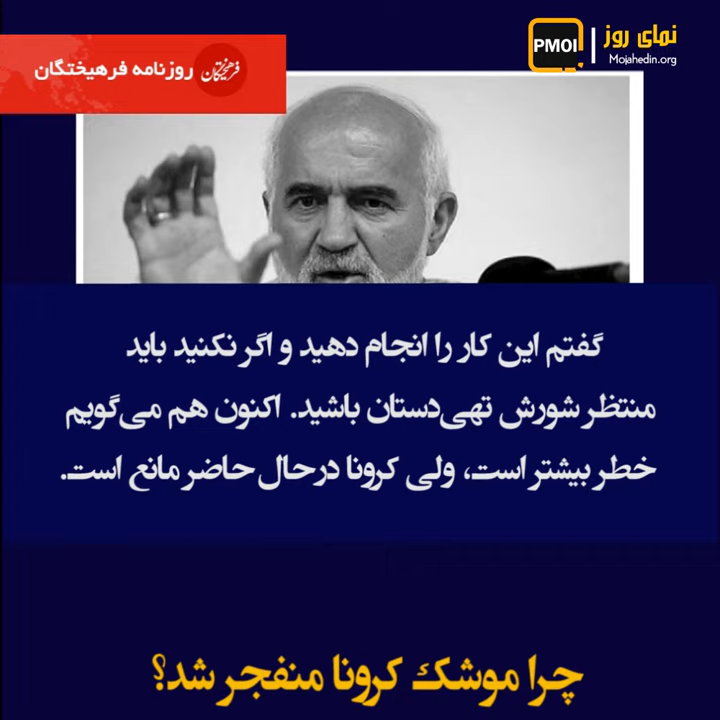 نمای روز
Mojahedin.org
PMOI
روزنامه فرهیختگان
فرهیختگان
گفتم این کار را انجام دهید و اگر نکنید باید
منتظر شورش تهی‌دستان باشید. اکنون هم می‌گویم
خطر بیشتر است، ولی کرونا درحال حاضر مانع است.
چرا موشک کرونا منفجر شد؟